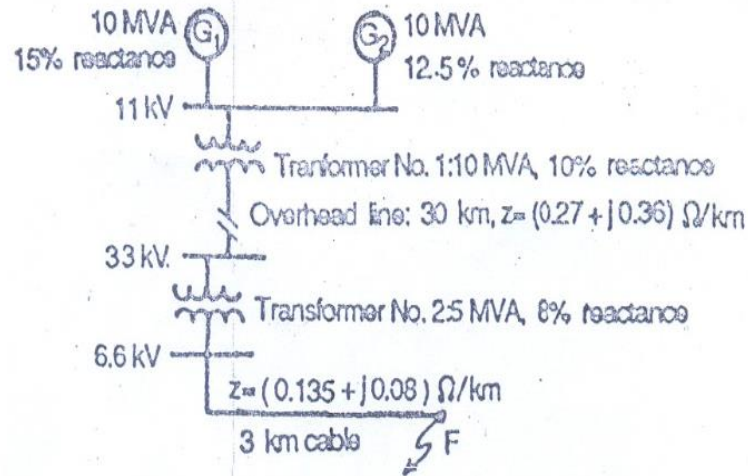 10 MVA
15% reactance
G₁
G₂
10 MVA
12.5% reactance
11 kV
Tranformer No. 1:10 MVA, 10% reactance
Overhead line: 30 km, z= (0.27 + j 0.36) Ω/km
33 kV.
Transformer No. 2:5 MVA, 8% reactance
6.6 kV
z= (0.135 + j 0.08) Ω/km
3 km cable
F